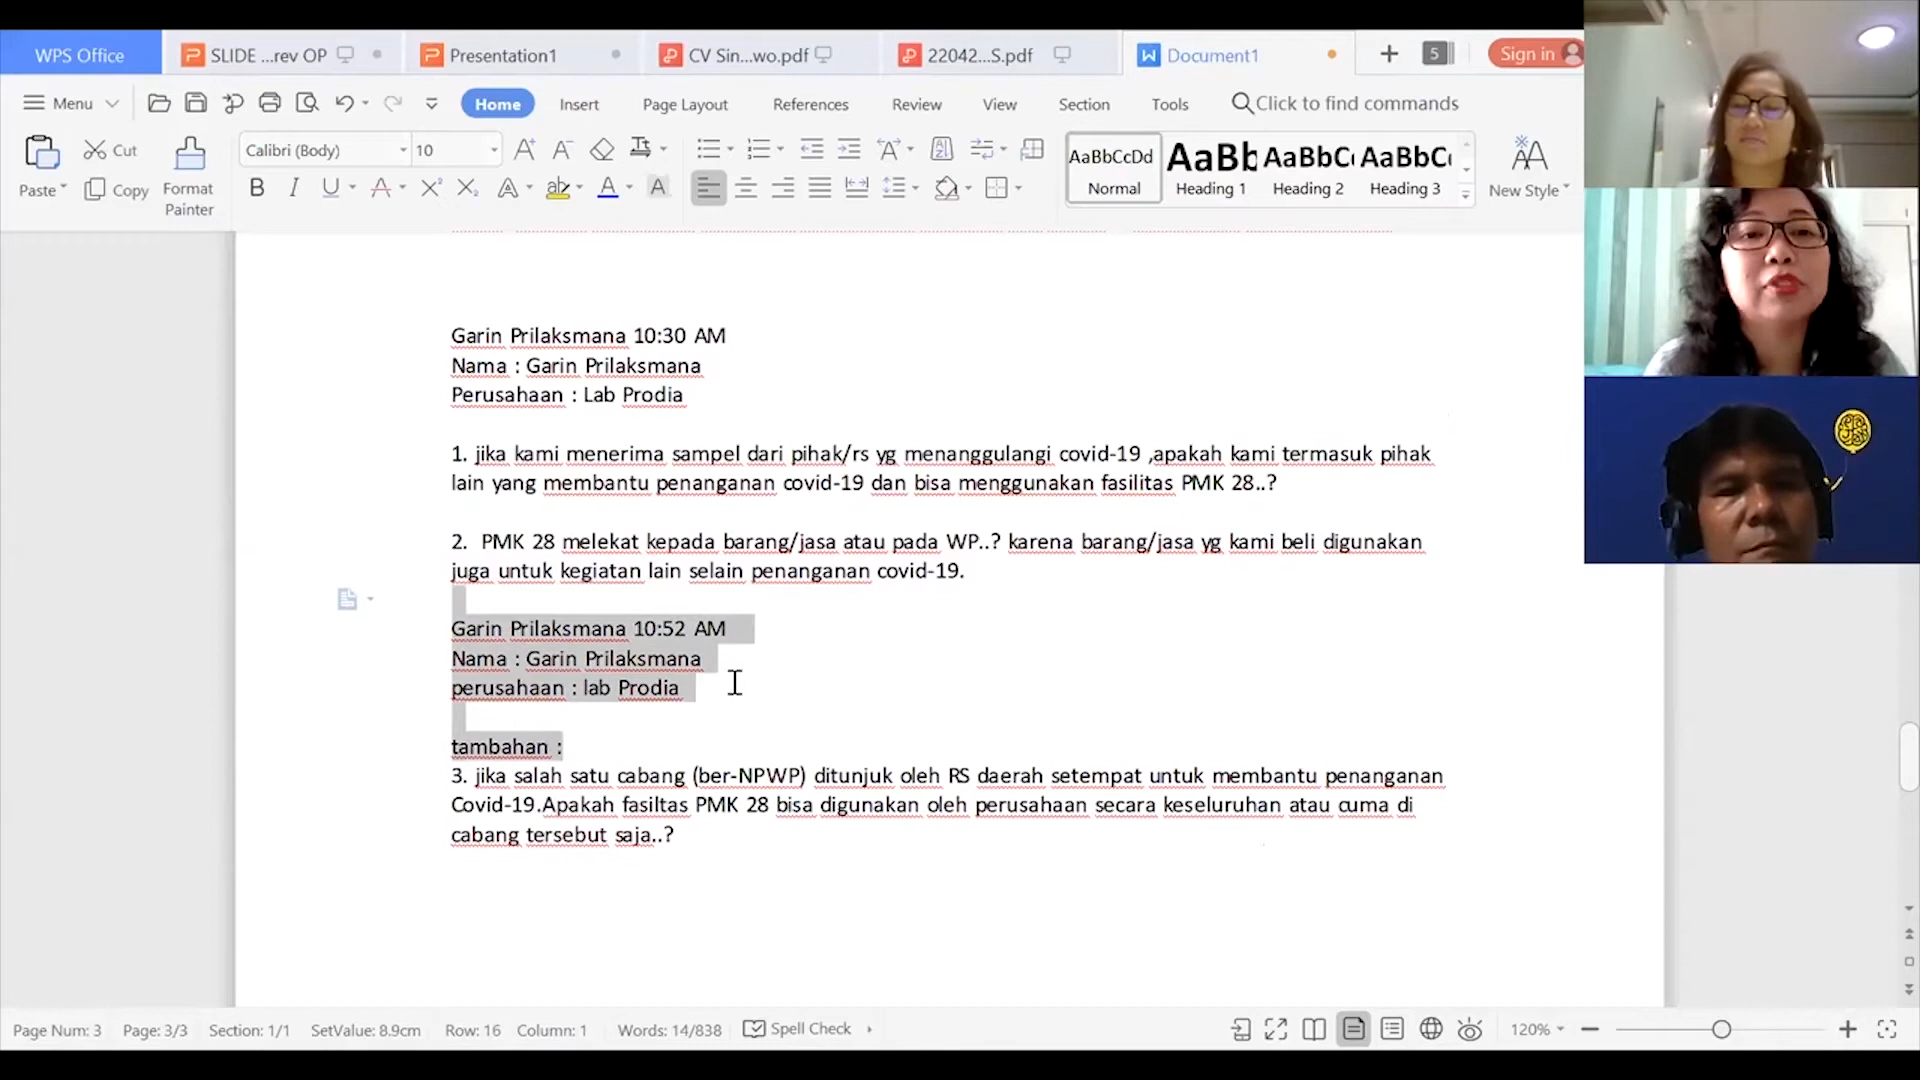 WPS Office
SLIDE ...rev OP
Presentation1
CV Sin...wo.pdf
22042...S.pdf
Document1
5
Sign in
Menu
Home
Insert
Page Layout
References
Review
View
Section
Tools
Click to find commands
Paste
Cut
Copy
Format
Painter
Calibri (Body)
10
AaBbCcDd
Normal
AaBb
Heading 1
AaBbC
Heading 2
AaBbC
Heading 3
New Style
Garin Prilaksmana 10:30 AM
Nama : Garin Prilaksmana
Perusahaan : Lab Prodia
1. jika kami menerima sampel dari pihak/rs yg menanggulangi covid-19 ,apakah kami termasuk pihak
lain yang membantu penanganan covid-19 dan bisa menggunakan fasilitas PMK 28..?
2. PMK 28 melekat kepada barang/jasa atau pada WP..? karena barang/jasa yg kami beli digunakan
juga untuk kegiatan lain selain penanganan covid-19.
Garin Prilaksmana 10:52 AM
Nama : Garin Prilaksmana
perusahaan : lab Prodia
tambahan :
3. jika salah satu cabang (ber-NPWP) ditunjuk oleh RS daerah setempat untuk membantu penanganan
Covid-19.Apakah fasiltas PMK 28 bisa digunakan oleh perusahaan secara keseluruhan atau cuma di
cabang tersebut saja..?
Page Num: 3
Page: 3/3
Section: 1/1
SetValue: 8.9cm
Row: 16
Column: 1
Words: 14/838
Spell Check
120%